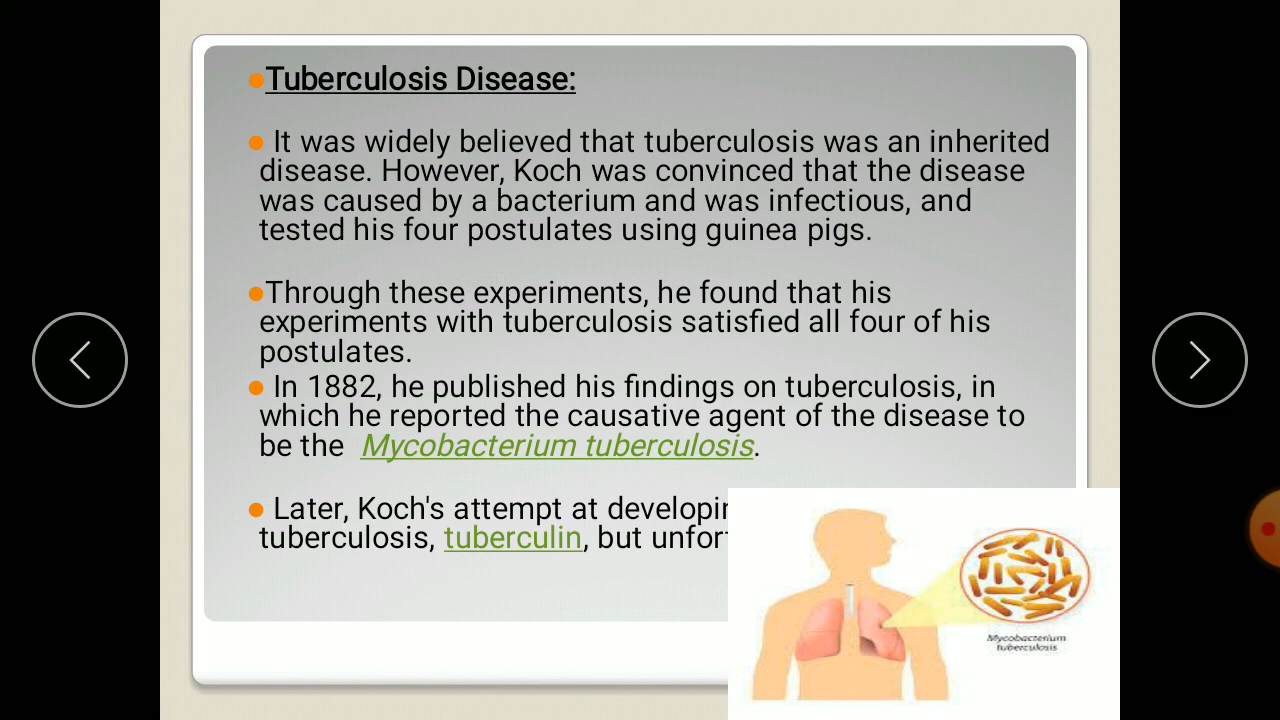 Tuberculosis Disease:
It was widely believed that tuberculosis was an inherited
disease. However, Koch was convinced that the disease
was caused by a bacterium and was infectious, and
tested his four postulates using guinea pigs.
Through these experiments, he found that his
experiments with tuberculosis satisfied all four of his
postulates.
In 1882, he published his findings on tuberculosis, in
which he reported the causative agent of the disease to
be the Mycobacterium tuberculosis.
Later, Koch's attempt at
tuberculosis, tuberculin, but
Mycobacterium
tuberculosis